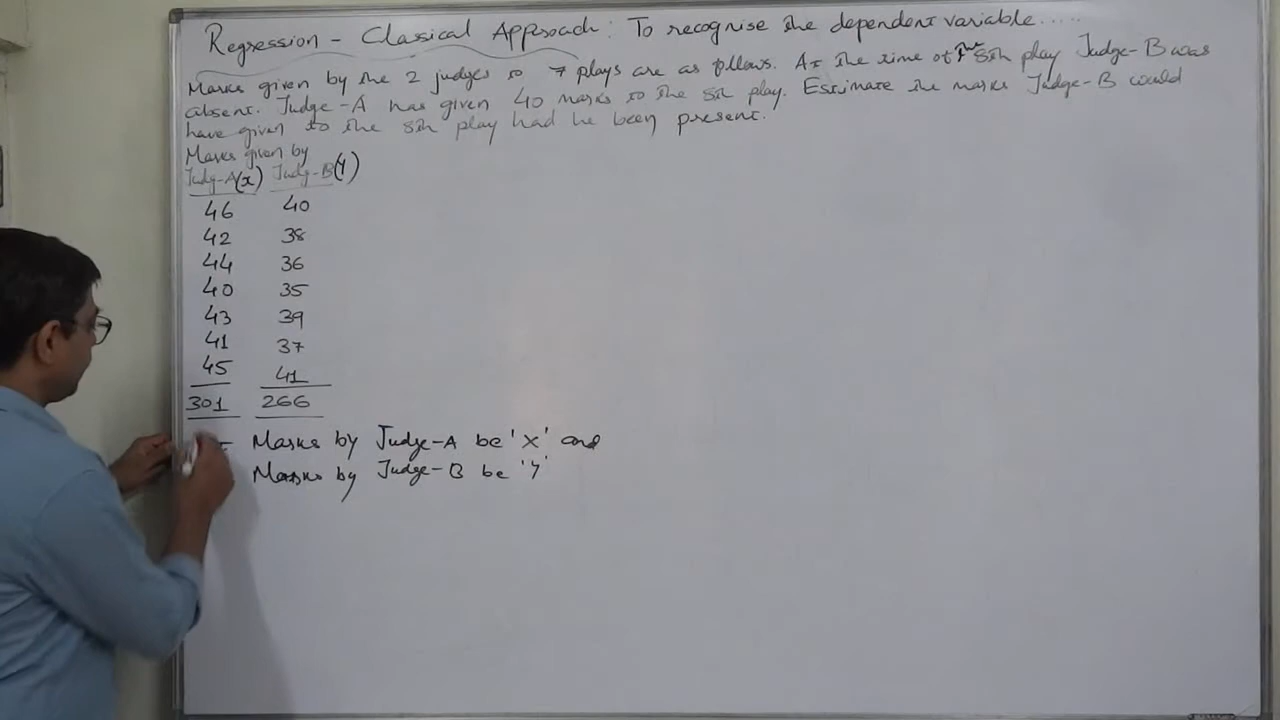 Regression - Classical Approach : To recognise the dependent variable.....
Marks given by the 2 judges to 7 plays are as follows. At the time of the 8th play Judge-B was
absent. Judge-A has given 40 marks to the 8th play. Estimate the marks Judge-B would
have given to the 8th play had he been present.
Marks given by
Judg-A(x) Judg-B(y)
46 40
42 38
44 36
40 35
43 39
41 37
45 41
301 266
Marks by Judge-A be 'x' and
Marks by Judge-B be 'y'